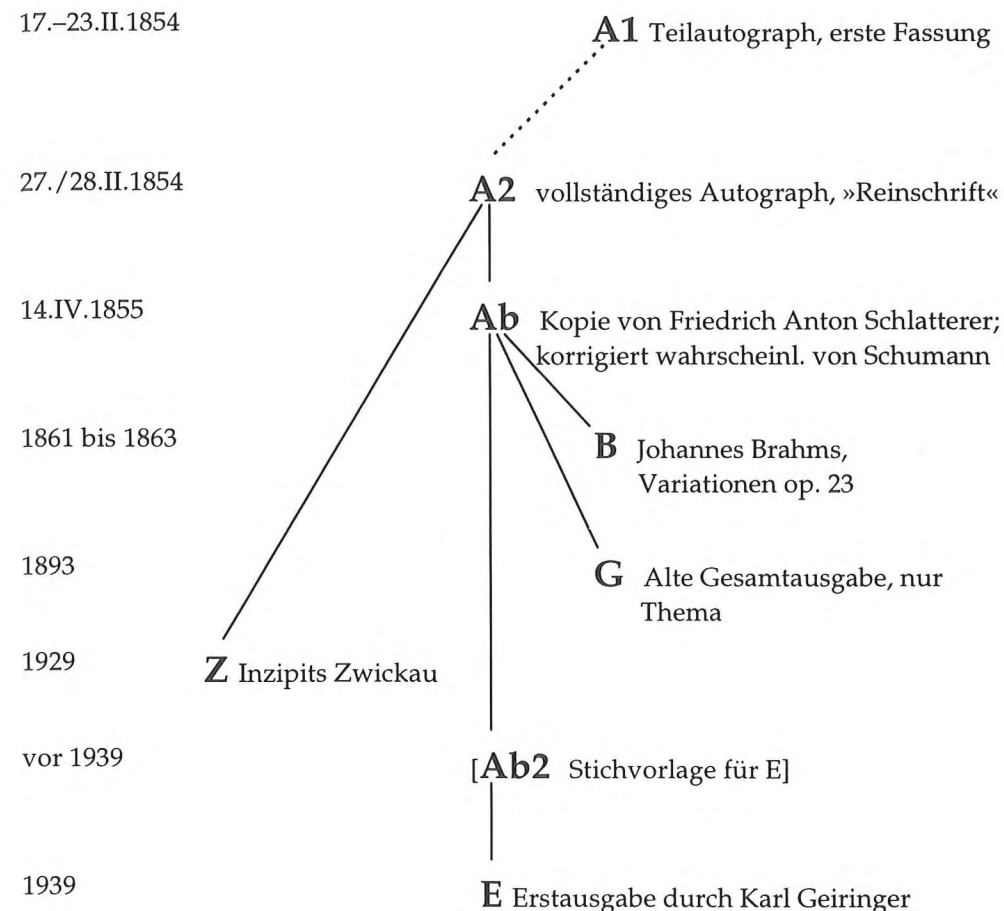 17.–23.II.1854
A1 Teilautograph, erste Fassung
27./28.II.1854
A2 vollständiges Autograph, »Reinschrift«
14.IV.1855
Ab Kopie von Friedrich Anton Schlatterer;
korrigiert wahrscheinl. von Schumann
1861 bis 1863
B Johannes Brahms,
Variationen op. 23
1893
G Alte Gesamtausgabe, nur
Thema
1929
Z Inzipits Zwickau
vor 1939
[Ab2 Stichvorlage für E]
1939
E Erstausgabe durch Karl Geiringer